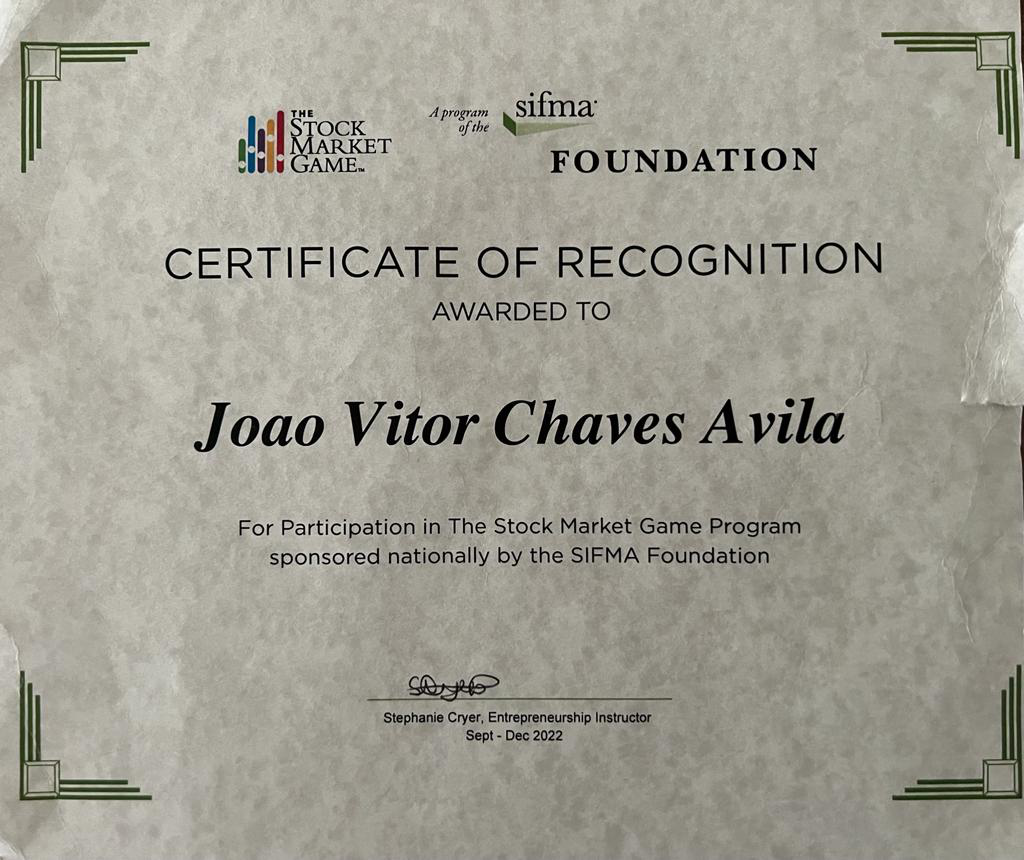 THE
STOCK
MARKET
GAME™
A program
of the
sifma
FOUNDATION
CERTIFICATE OF RECOGNITION
AWARDED TO
Joao Vitor Chaves Avila
For Participation in The Stock Market Game Program
sponsored nationally by the SIFMA Foundation
Stephanie Cryer, Entrepreneurship Instructor
Sept - Dec 2022